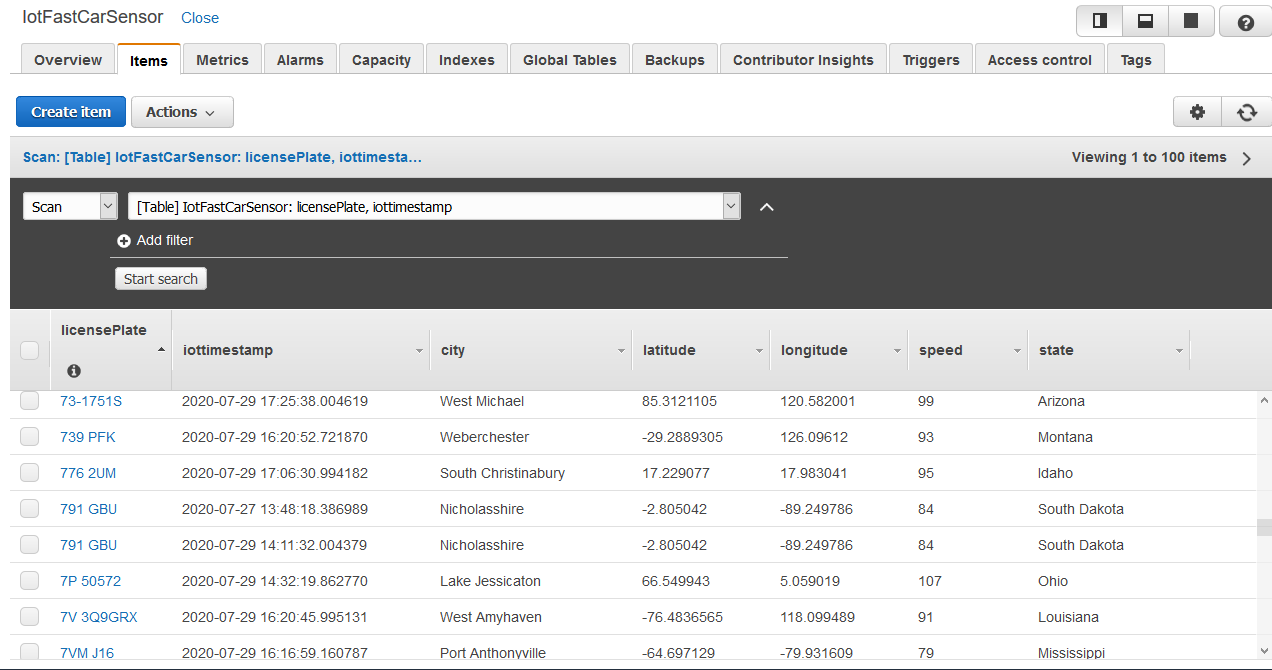 IotFastCarSensor Close
Overview Items Metrics Alarms Capacity Indexes Global Tables Backups Contributor Insights Triggers Access control Tags
Create item Actions
Scan: [Table] IotFastCarSensor: licensePlate, iottimesta… Viewing 1 to 100 items
Scan [Table] IotFastCarSensor: licensePlate, iottimestamp
Add filter
Start search
licensePlate iottimestamp city latitude longitude speed state
73-1751S 2020-07-29 17:25:38.004619 West Michael 85.3121105 120.582001 99 Arizona
739 PFK 2020-07-29 16:20:52.721870 Weberchester -29.2889305 126.09612 93 Montana
776 2UM 2020-07-29 17:06:30.994182 South Christinabury 17.229077 17.983041 95 Idaho
791 GBU 2020-07-27 13:48:18.386989 Nicholasshire -2.805042 -89.249786 84 South Dakota
791 GBU 2020-07-29 14:11:32.004379 Nicholasshire -2.805042 -89.249786 84 South Dakota
7P 50572 2020-07-29 14:32:19.862770 Lake Jessicaton 66.549943 5.059019 107 Ohio
7V 3Q9GRX 2020-07-29 16:20:45.995131 West Amyhaven -76.4836565 118.099489 91 Louisiana
7VM J16 2020-07-29 16:16:59.160787 Port Anthonyville -64.697129 -79.931609 79 Mississippi